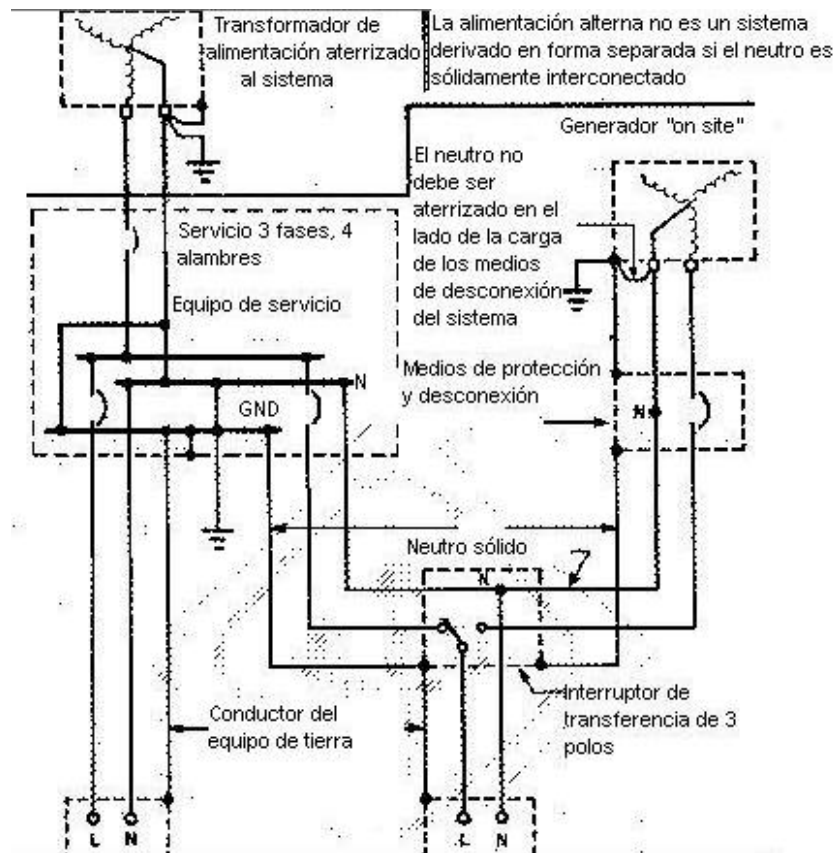 Transformador de
alimentación aterrizado
al sistema
La alimentación alterna no es un sistema
derivado en forma separada si el neutro es
sólidamente interconectado
Generador "on site"
El neutro no
debe ser
aterrizado en el
lado de la carga
de los medios
de desconexión
del sistema
Servicio 3 fases, 4
alambres
Equipo de servicio
N
GND
Medios de protección
y desconexión
N
Neutro sólido
N
Interruptor de
transferencia de 3
polos
Conductor del
equipo de tierra
L N
L N